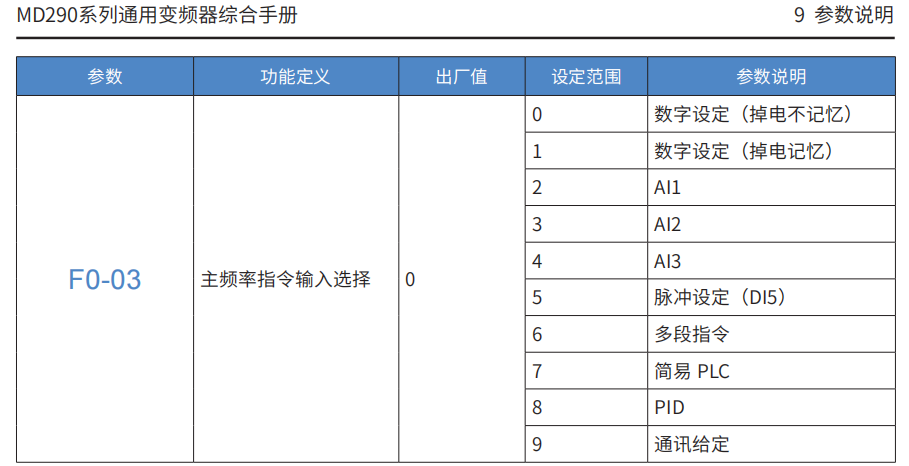 MD290系列通用变频器综合手册 9 参数说明
参数 功能定义 出厂值 设定范围 参数说明
F0-03 主频率指令输入选择 0
0 数字设定（掉电不记忆）
1 数字设定（掉电记忆）
2 AI1
3 AI2
4 AI3
5 脉冲设定（DI5）
6 多段指令
7 简易 PLC
8 PID
9 通讯给定